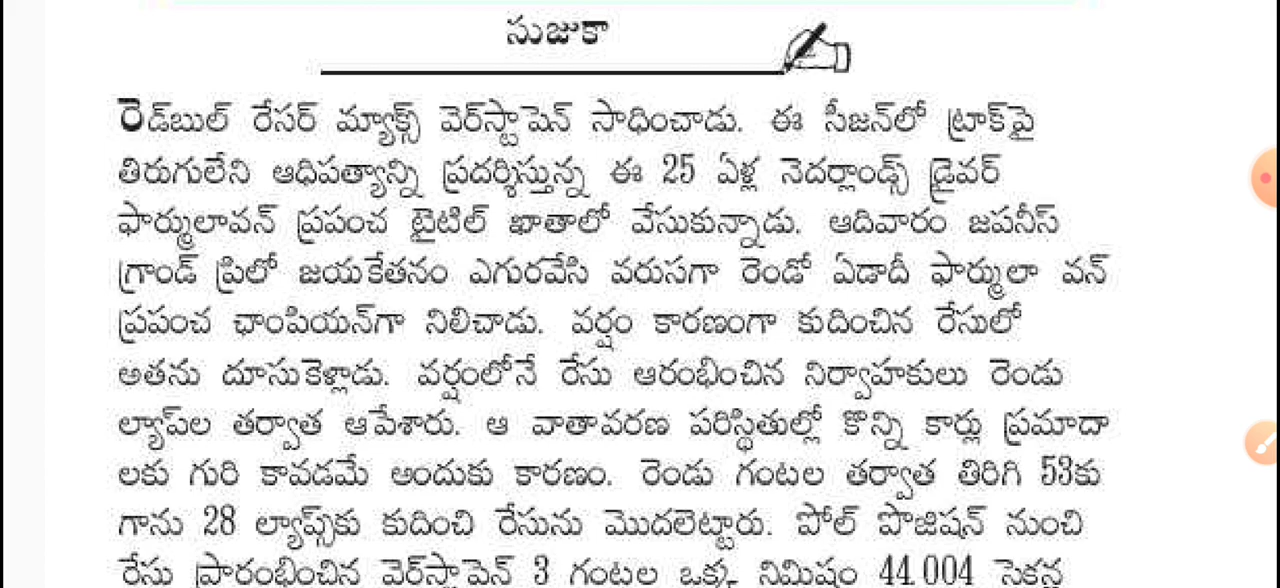 సుజుకా
రెడ్‌బుల్ రేసర్ మ్యాక్స్ వెర్‌స్టాపెన్ సాధించాడు. ఈ సీజన్‌లో ట్రాక్‌పై
తిరుగులేని ఆధిపత్యాన్ని ప్రదర్శిస్తున్న ఈ 25 ఏళ్ల నెదర్లాండ్స్ డ్రైవర్
ఫార్ములావన్ ప్రపంచ టైటిల్ ఖాతాలో వేసుకున్నాడు. ఆదివారం జపనీస్
గ్రాండ్ ప్రిలో జయకేతనం ఎగురవేసి వరుసగా రెండో ఏడాదీ ఫార్ములా వన్
ప్రపంచ ఛాంపియన్‌గా నిలిచాడు. వర్షం కారణంగా కుదించిన రేసులో
అతను దూసుకెళ్లాడు. వర్షంలోనే రేసు ఆరంభించిన నిర్వాహకులు రెండు
ల్యాప్‌ల తర్వాత ఆపేశారు. ఆ వాతావరణ పరిస్థితుల్లో కొన్ని కార్లు ప్రమాదా
లకు గురి కావడమే అందుకు కారణం. రెండు గంటల తర్వాత తిరిగి 53కు
గాను 28 ల్యాప్స్‌కు కుదించి రేసును మొదలెట్టారు. పోల్ పొజిషన్ నుంచి
రేసు ప్రారంభించిన వెర్‌స్టాపెన్ 3 గంటల ఒక్క నిమిషం 44.004 సెకన్ల